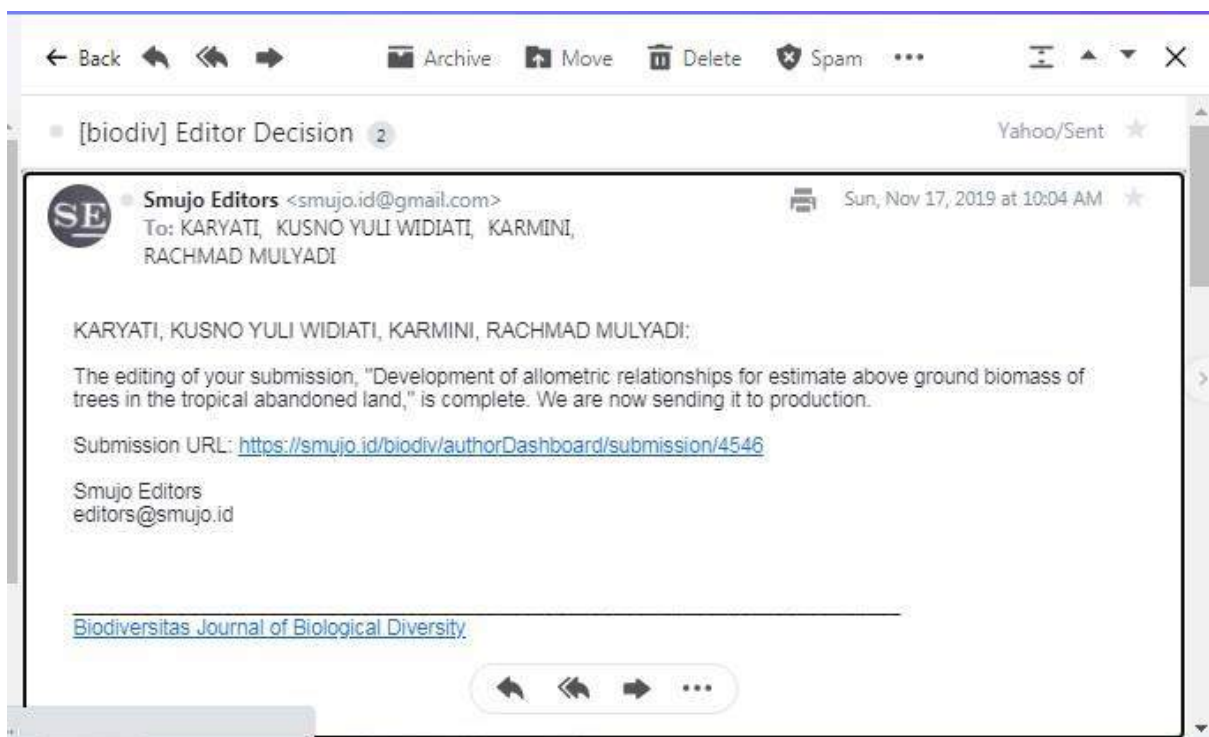 Back Archive Move Delete Spam
[biodiv] Editor Decision 2 Yahoo/Sent
SE
Smujo Editors <smujo.id@gmail.com> Sun, Nov 17, 2019 at 10:04 AM
To: KARYATI, KUSNO YULI WIDIATI, KARMINI,
RACHMAD MULYADI
KARYATI, KUSNO YULI WIDIATI, KARMINI, RACHMAD MULYADI:
The editing of your submission, "Development of allometric relationships for estimate above ground biomass of
trees in the tropical abandoned land," is complete. We are now sending it to production.
Submission URL: https://smujo.id/biodiv/authorDashboard/submission/4546
Smujo Editors
editors@smujo.id
Biodiversitas Journal of Biological Diversity